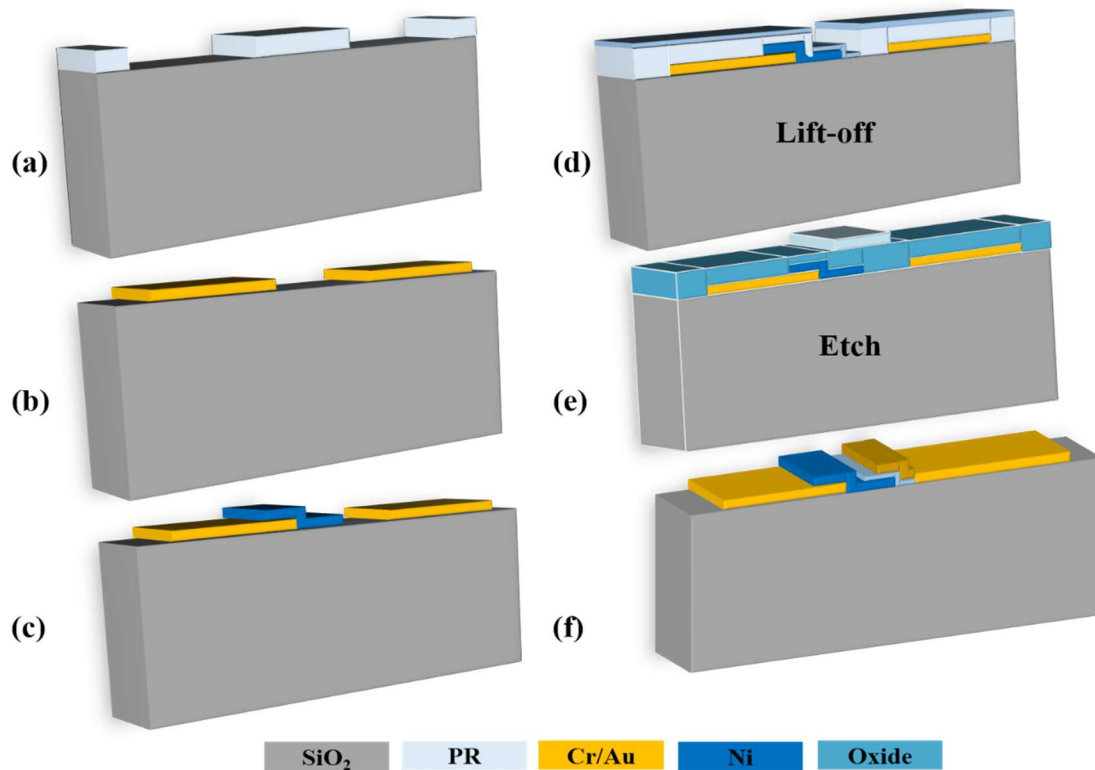 (a)
(b)
(c)
(d)
Lift-off
(e)
Etch
(f)
SiO₂ PR Cr/Au Ni Oxide